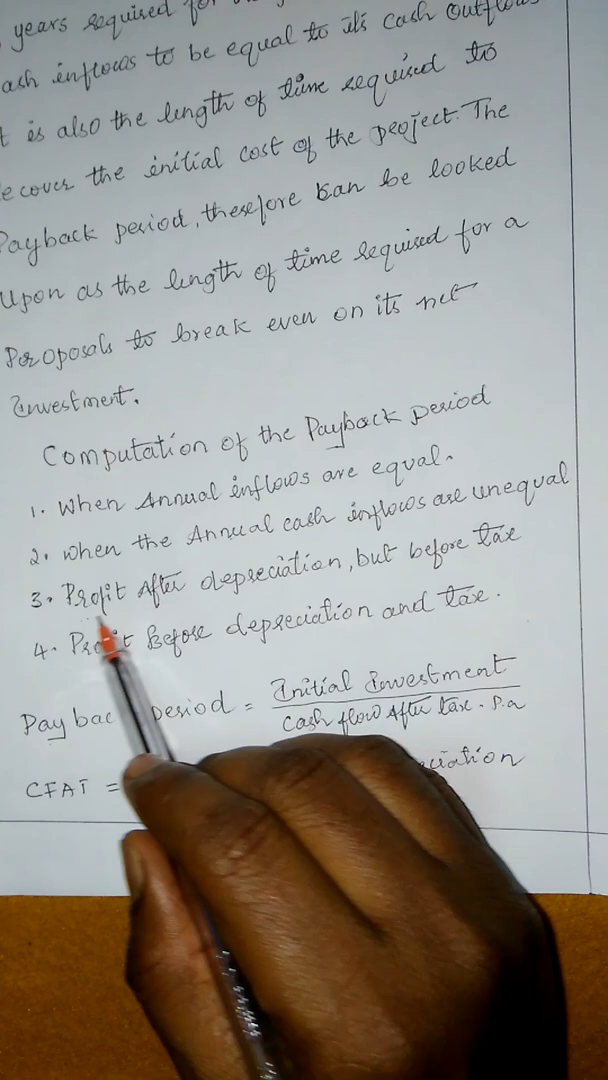 years required for
ash inflows to be equal to its cash outflows
t is also the length of time required to
ecover the initial cost of the project. The
Payback period, therefore can be looked
Upon as the length of time required for a
Proposals to break even on its net
Investment.
Computation of the Payback period
1. When Annual inflows are equal.
2. when the Annual cash inflows are unequal
3. Profit After depreciation, but before tax
4. Profit Before depreciation and tax.
Payback period = Initial Investment
Cash flow After tax. P.a
CFAT = ciation